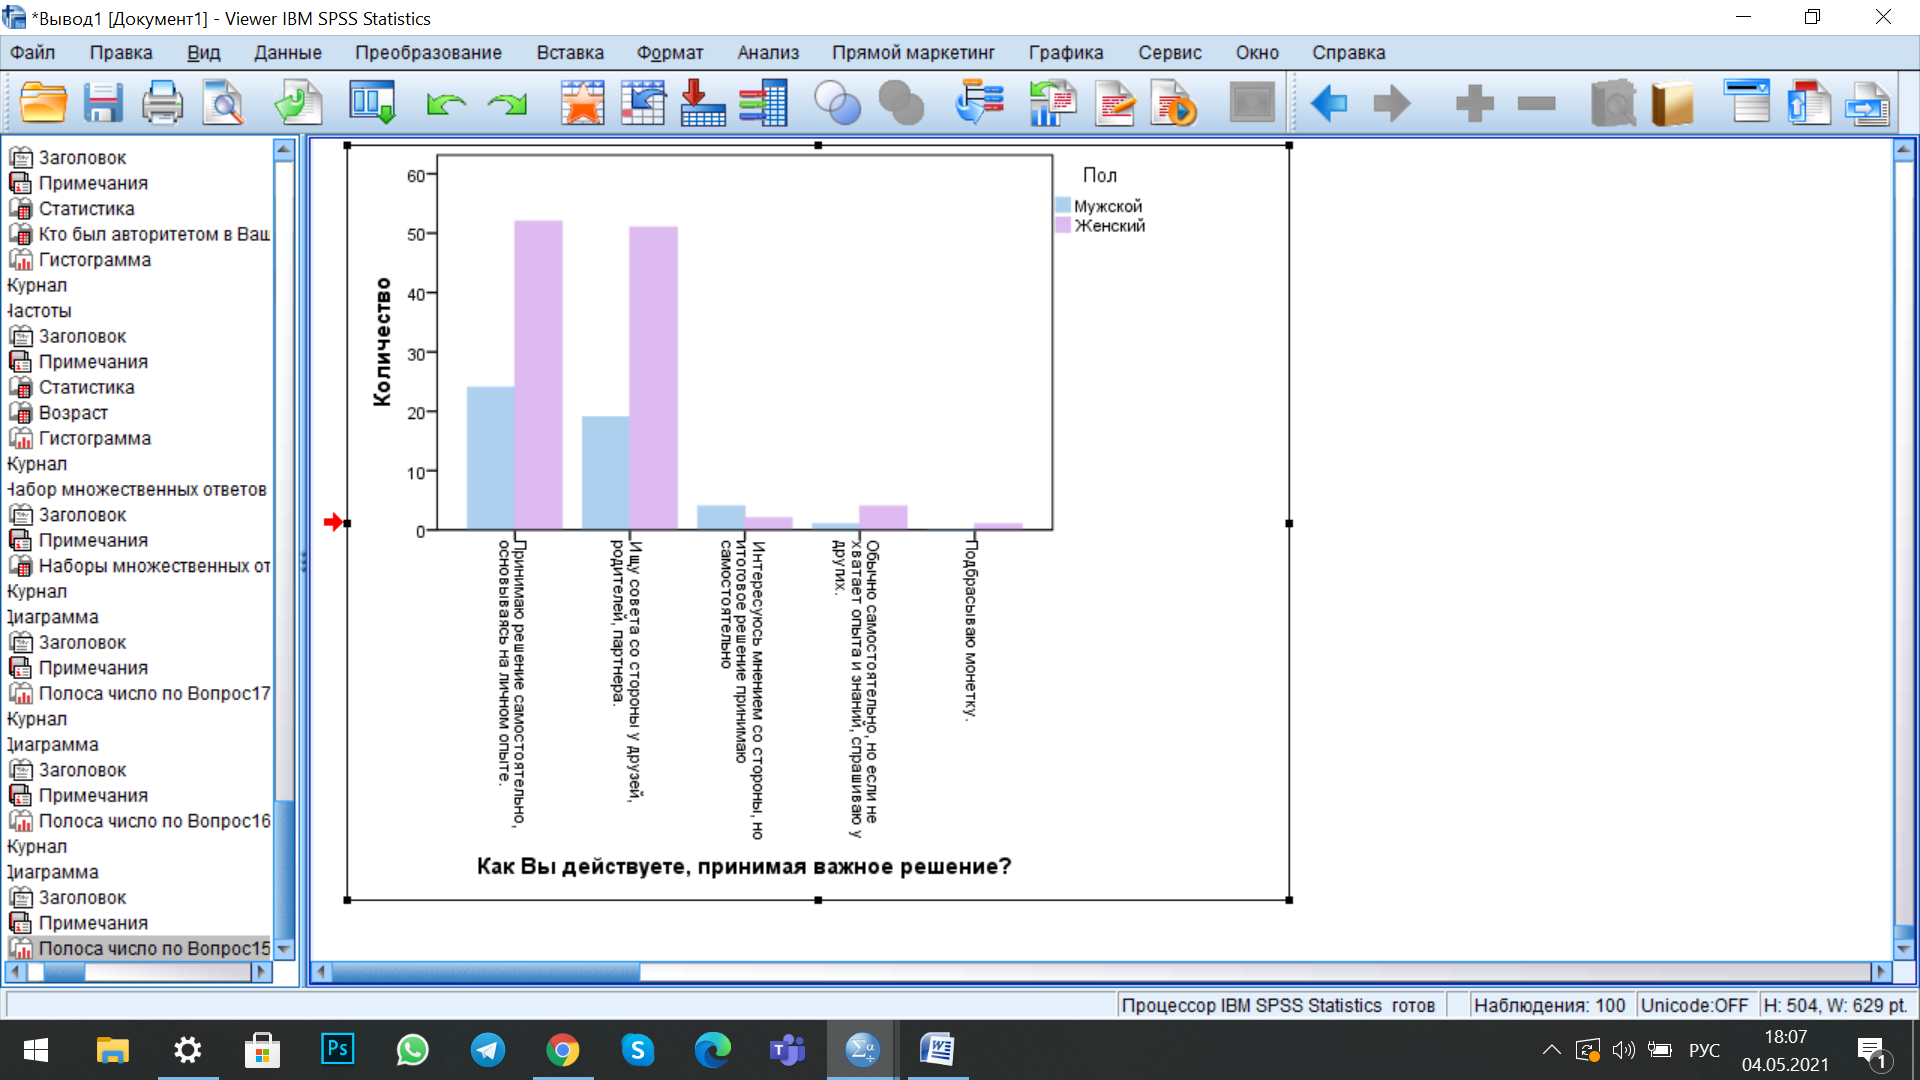 *Вывод1 [Документ1] - Viewer IBM SPSS Statistics
Файл Правка Вид Данные Преобразование Вставка Формат Анализ Прямой маркетинг Графика Сервис Окно Справка
Заголовок
Примечания
Статистика
Кто был авторитетом в Ваш
Гистограмма
Журнал
Частоты
Заголовок
Примечания
Статистика
Возраст
Гистограмма
Журнал
Набор множественных ответов
Заголовок
Примечания
Наборы множественных от
Журнал
Диаграмма
Заголовок
Примечания
Полоса число по Вопрос17
Журнал
Диаграмма
Заголовок
Примечания
Полоса число по Вопрос16
Журнал
Диаграмма
Заголовок
Примечания
Полоса число по Вопрос15
Количество
60
50
40
30
20
10
0
Пол
Мужской
Женский
Принимаю решение самостоятельно,
основываясь на личном опыте.
Ищу совета со стороны у друзей,
родителей, партнера.
Интересуюсь мнением со стороны, но
итоговое решение принимаю
самостоятельно
Обычно самостоятельно, но если не
хватает опыта и знаний, спрашиваю у
других.
Подбрасываю монетку.
Как Вы действуете, принимая важное решение?
Процессор IBM SPSS Statistics готов Наблюдения: 100 Unicode:OFF H: 504, W: 629 pt.
Ps
РУС
18:07
04.05.2021
1